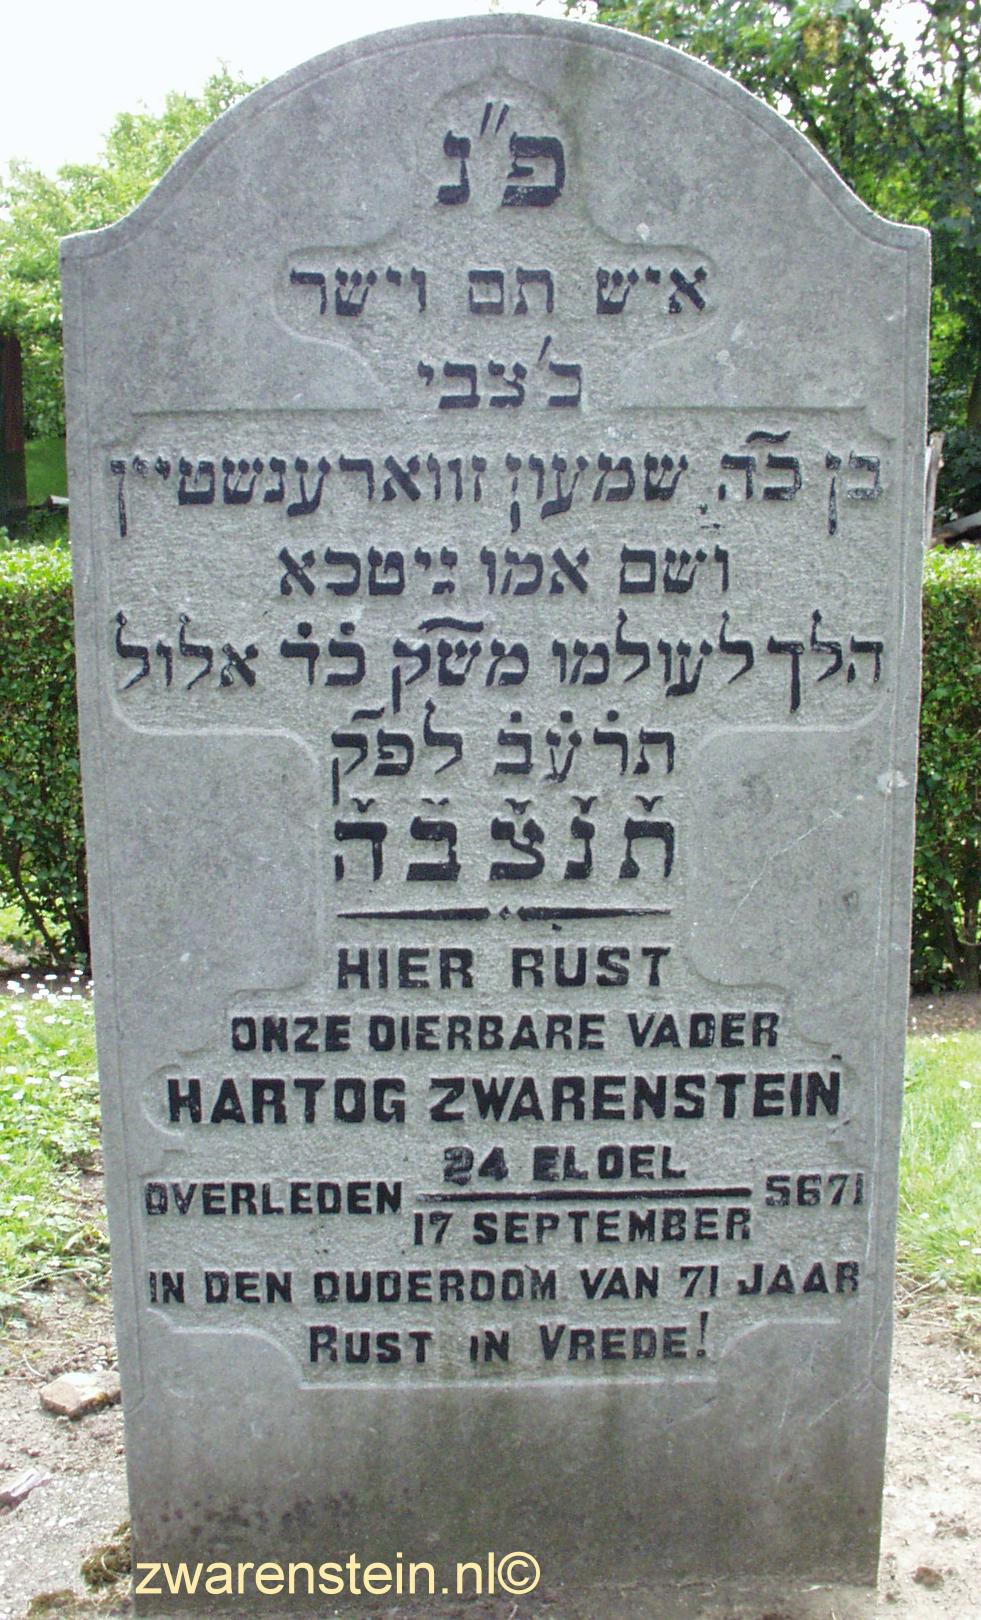 פ״נ
איש תם וישר
כ׳צבי
בן כ״ה שמעון זווארענשטיין
ושם אמו גיטכא
הלך לעולמו מש״ק כ״ד אלול
תרעב לפ״ק
תנצבה
HIER RUST
ONZE DIERBARE VADER
HARTOG ZWARENSTEIN
24 ELOEL
OVERLEDEN 5671
17 SEPTEMBER
IN DEN OUDERDOM VAN 71 JAAR
RUST IN VREDE!
zwarenstein.nl©